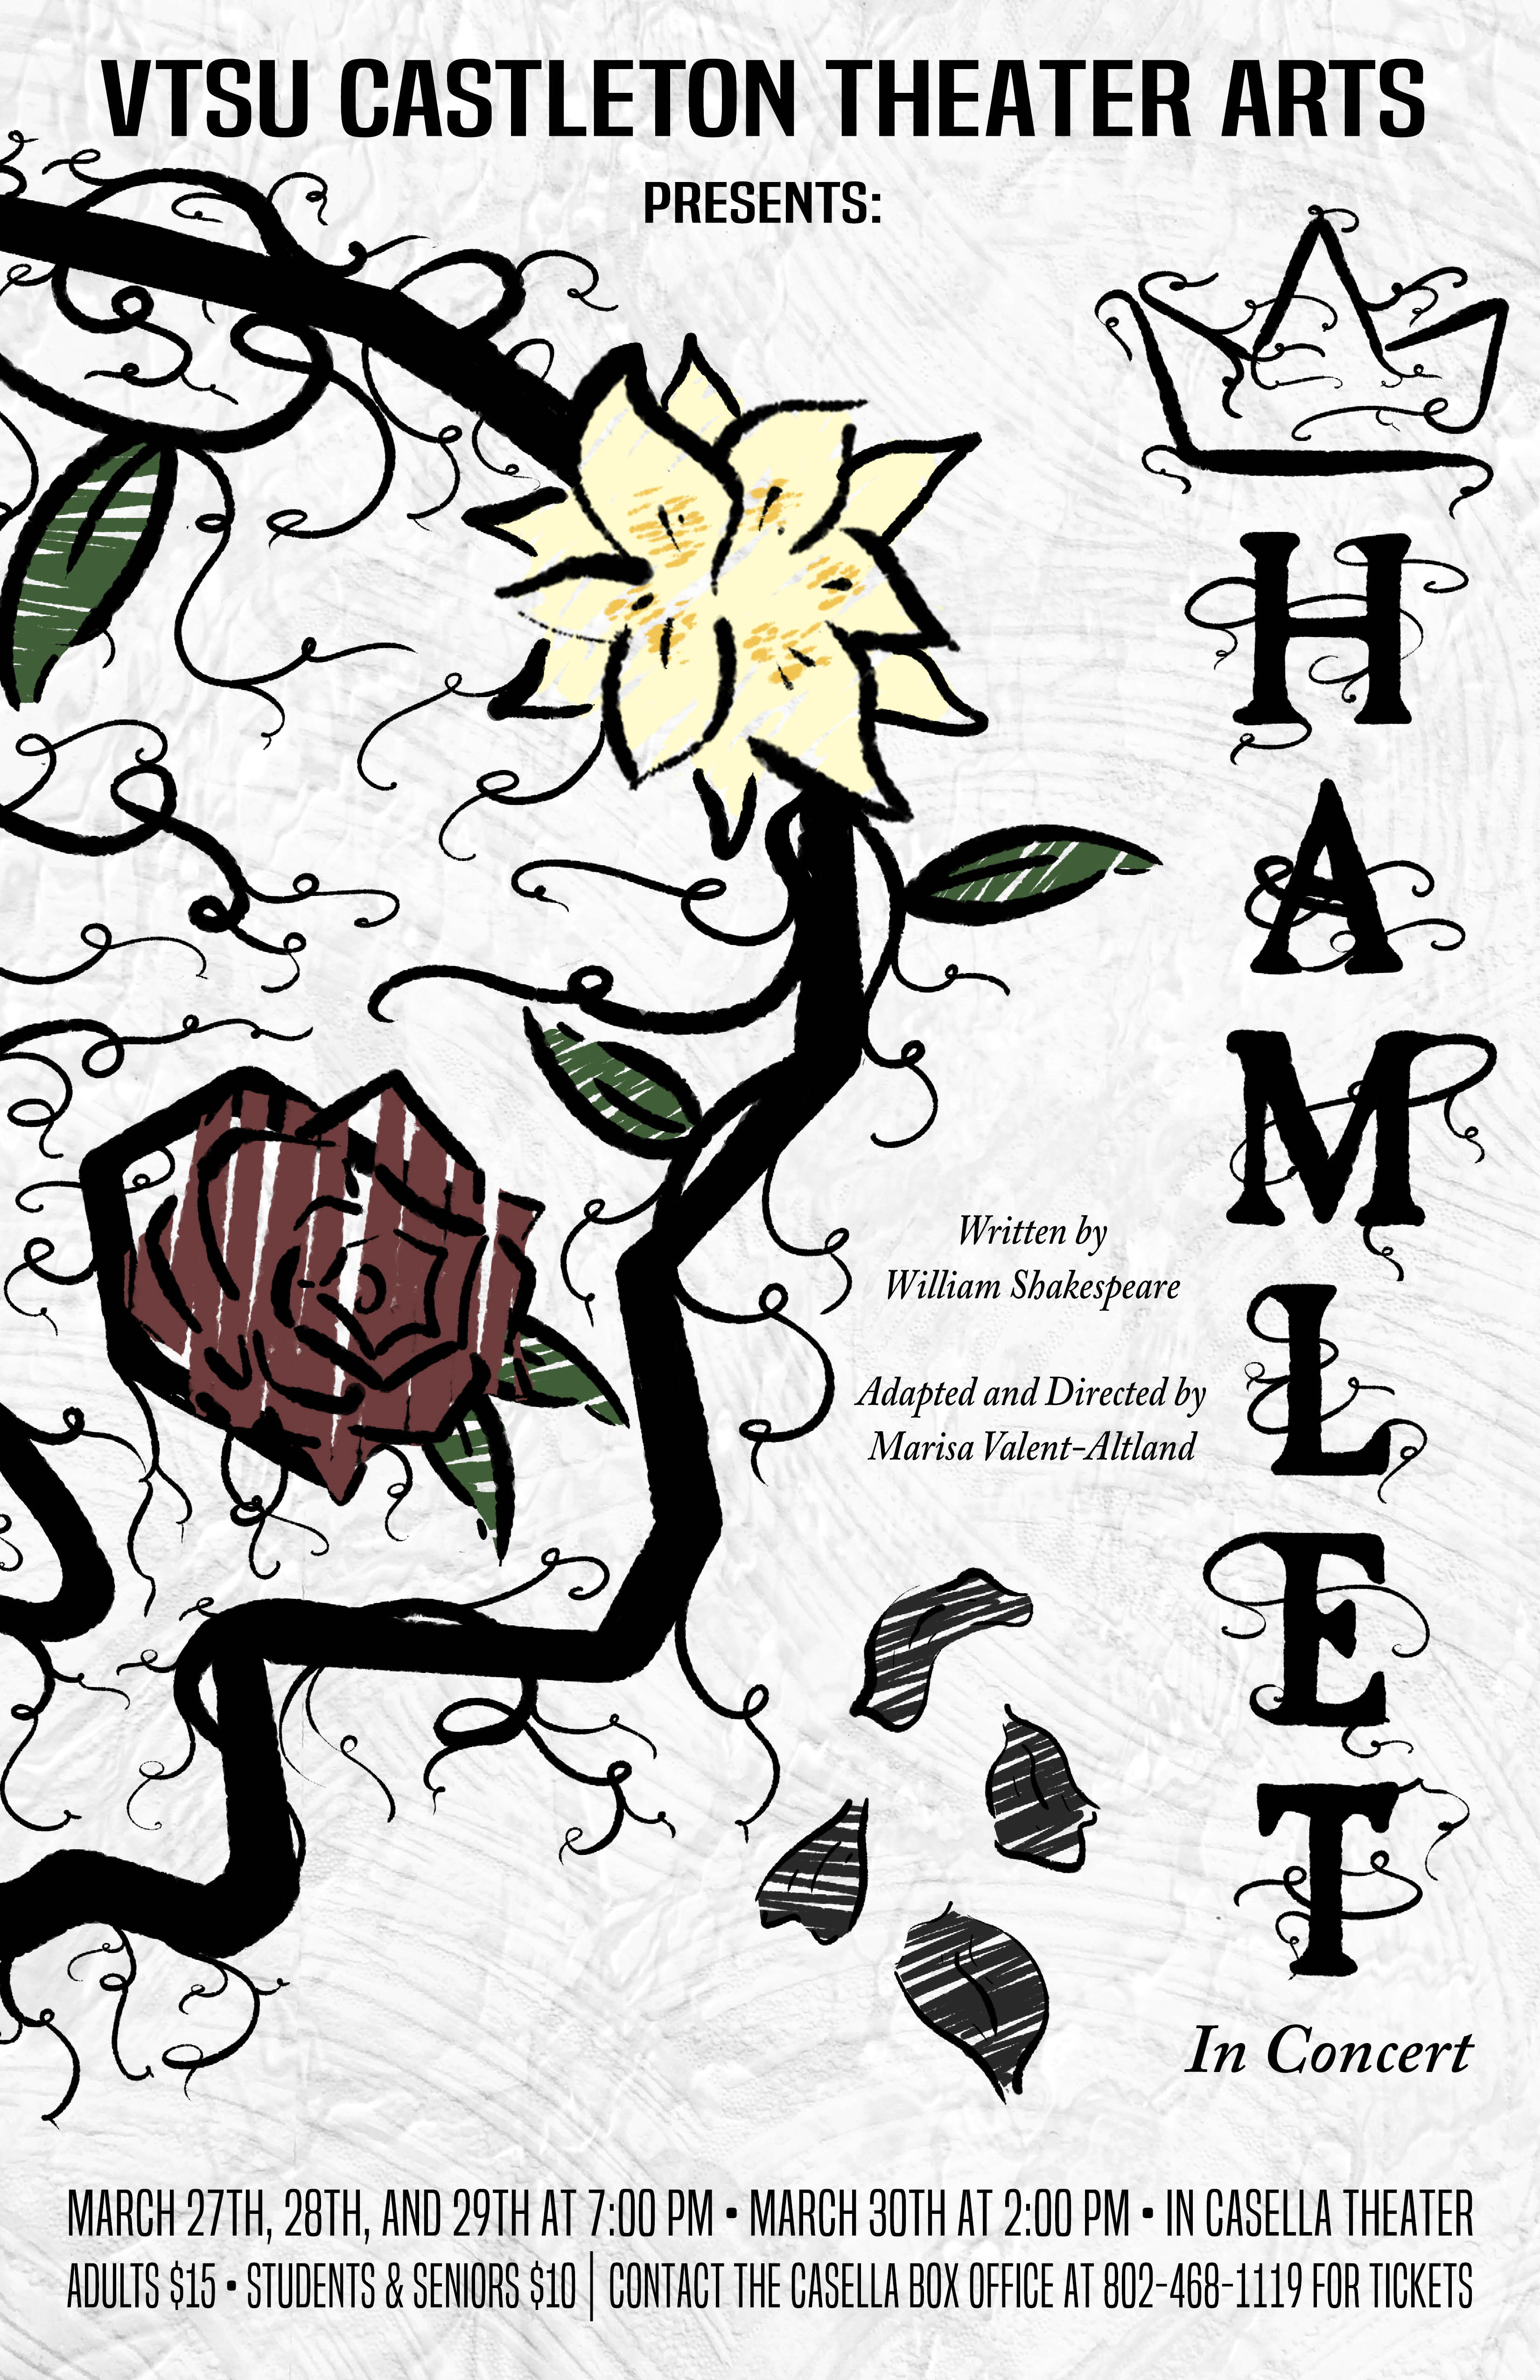 VTSU CASTLETON THEATER ARTS
PRESENTS:
HAMLET
In Concert
Written by
William Shakespeare
Adapted and Directed by
Marisa Valent-Altland
MARCH 27TH, 28TH, AND 29TH AT 7:00 PM • MARCH 30TH AT 2:00 PM • IN CASELLA THEATER
ADULTS $15 • STUDENTS & SENIORS $10 | CONTACT THE CASELLA BOX OFFICE AT 802-468-1119 FOR TICKETS